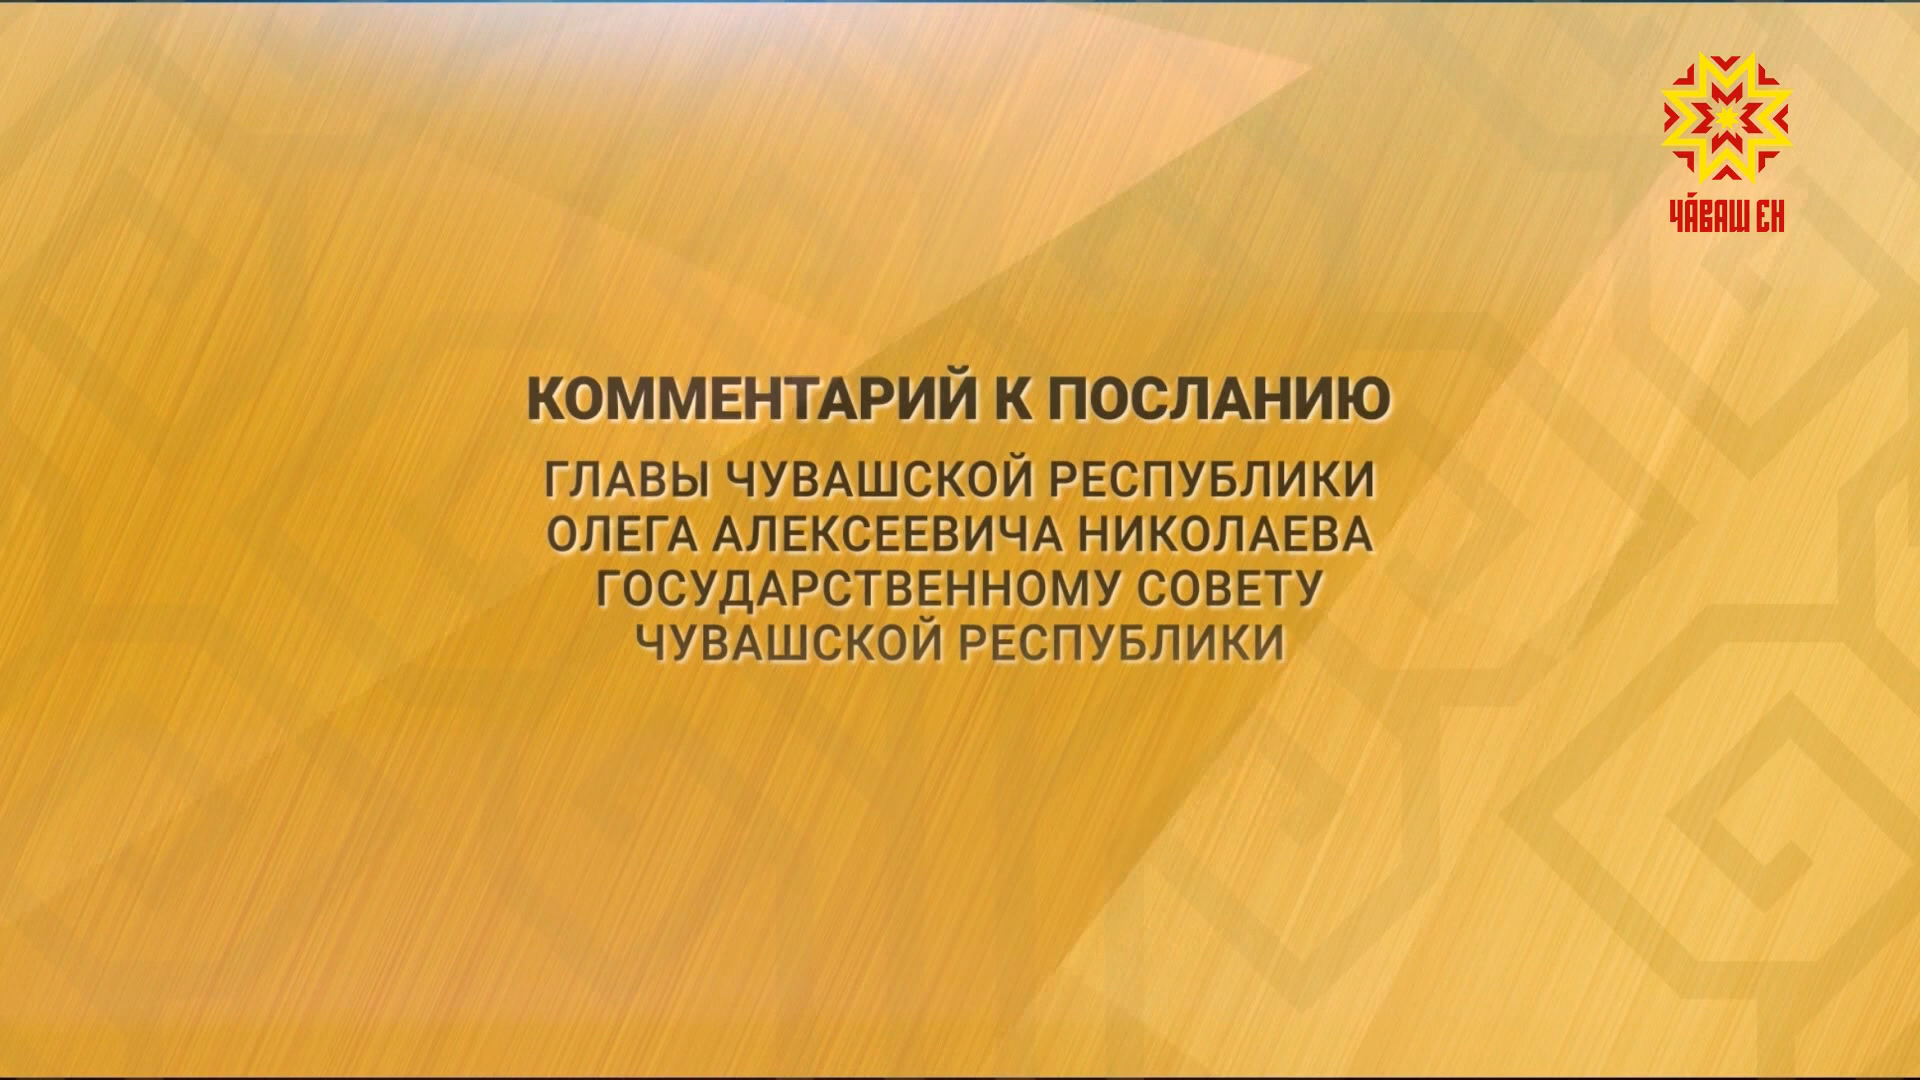 ЧӐВАШ ЕН
КОММЕНТАРИЙ К ПОСЛАНИЮ
ГЛАВЫ ЧУВАШСКОЙ РЕСПУБЛИКИ
ОЛЕГА АЛЕКСЕЕВИЧА НИКОЛАЕВА
ГОСУДАРСТВЕННОМУ СОВЕТУ
ЧУВАШСКОЙ РЕСПУБЛИКИ